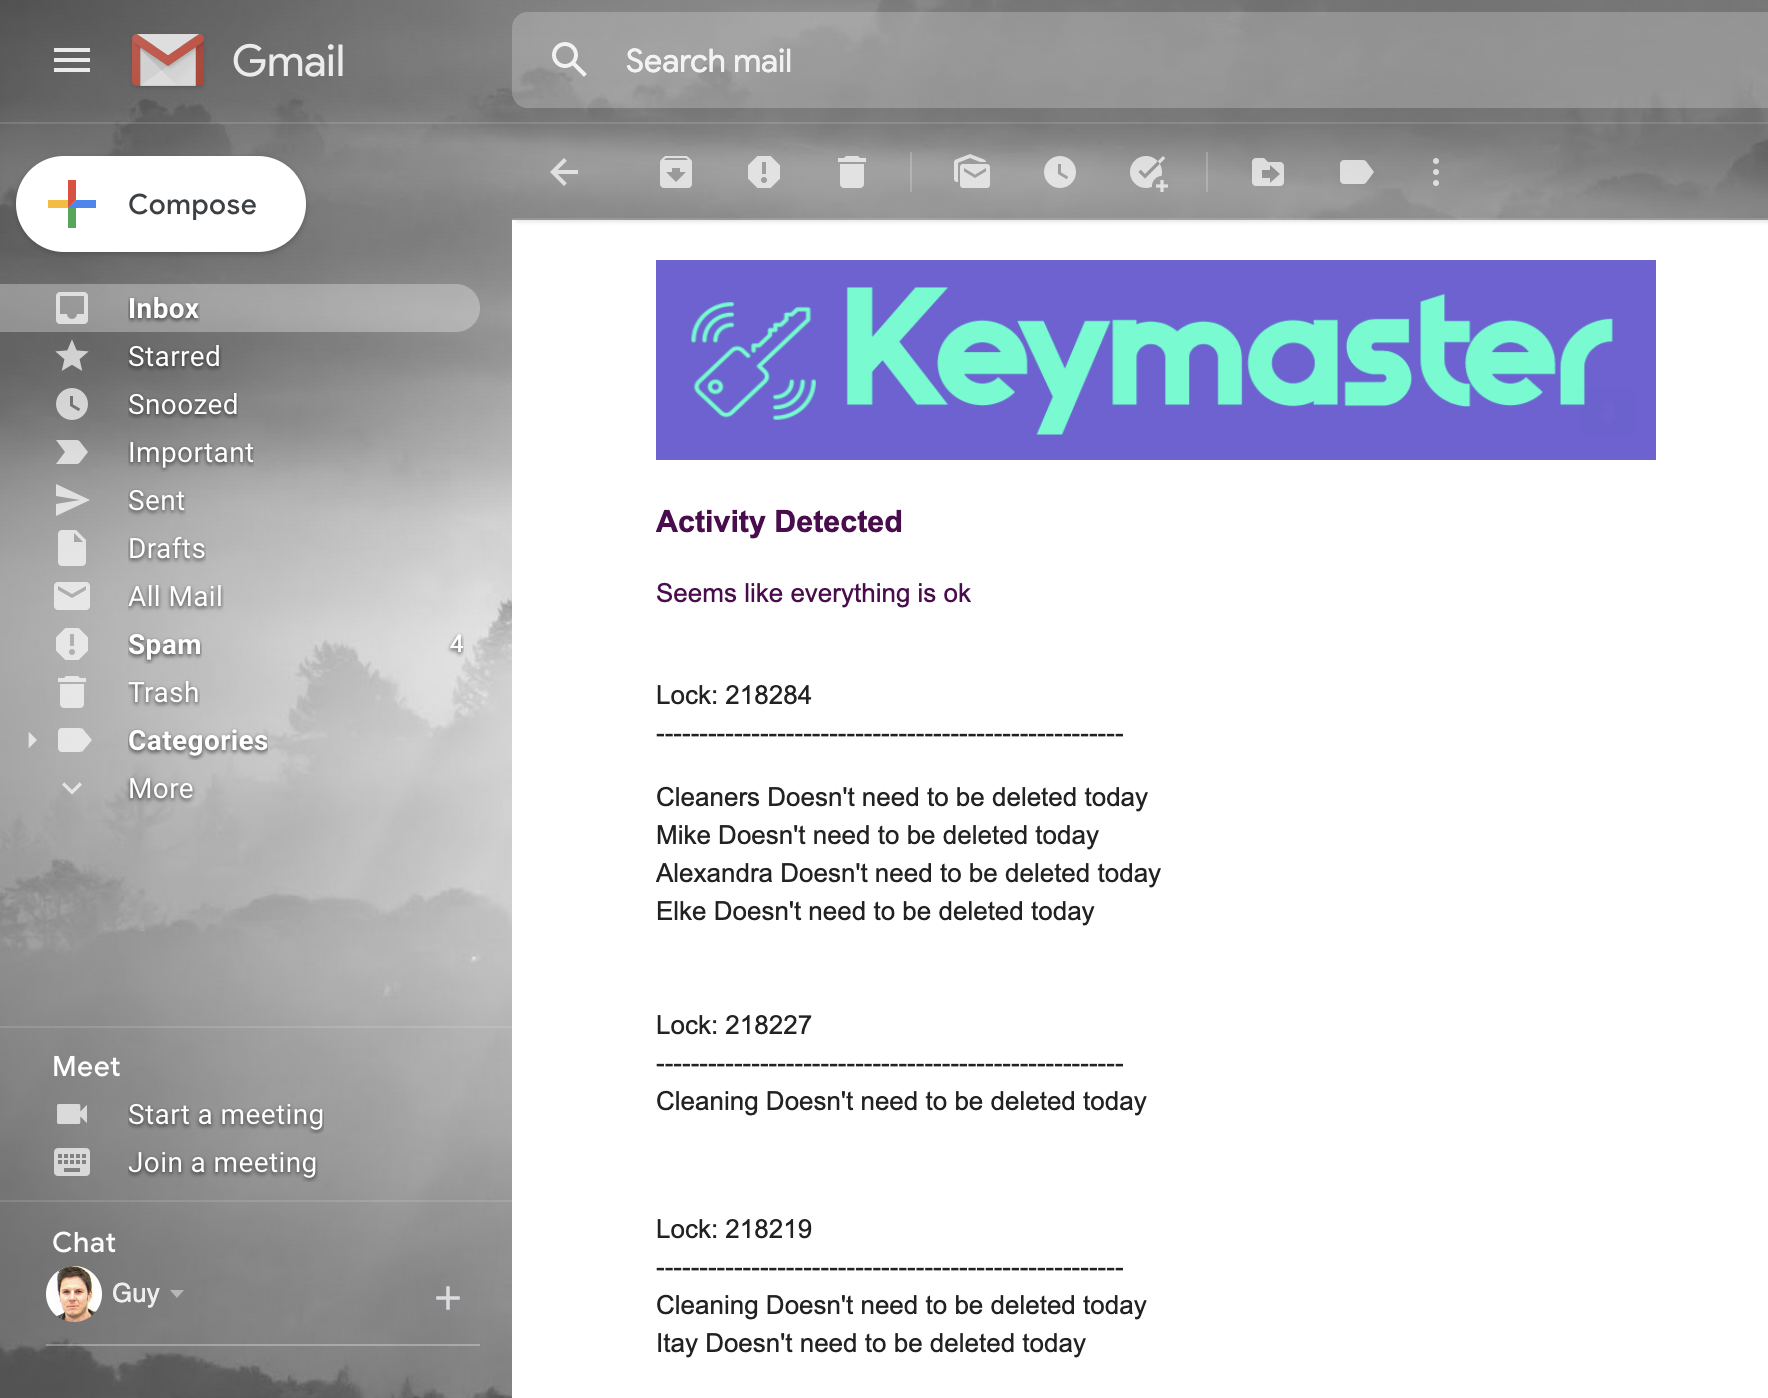 Gmail
Search mail
Compose
Inbox
Starred
Snoozed
Important
Sent
Drafts
All Mail
Spam 4
Trash
Categories
More
Meet
Start a meeting
Join a meeting
Chat
Guy
Keymaster
Activity Detected
Seems like everything is ok
Lock: 218284
------------------------------------------------------
Cleaners Doesn't need to be deleted today
Mike Doesn't need to be deleted today
Alexandra Doesn't need to be deleted today
Elke Doesn't need to be deleted today
Lock: 218227
------------------------------------------------------
Cleaning Doesn't need to be deleted today
Lock: 218219
------------------------------------------------------
Cleaning Doesn't need to be deleted today
Itay Doesn't need to be deleted today